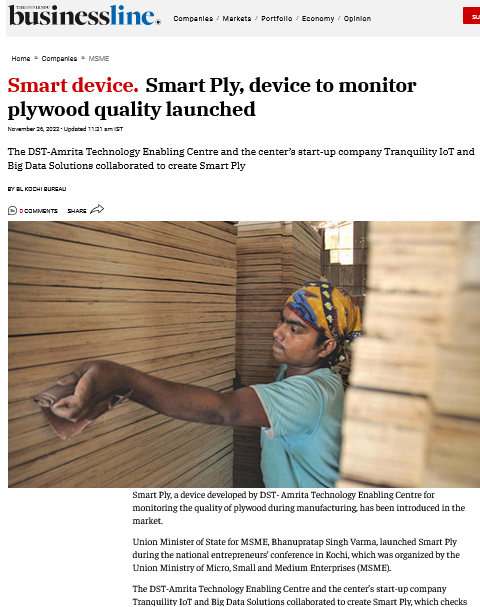 THE HINDU
businessline.
Companies / Markets / Portfolio / Economy / Opinion
SU
Home » Companies » MSME
Smart device. Smart Ply, device to monitor
plywood quality launched
November 26, 2022 - Updated 11:21 am IST
The DST-Amrita Technology Enabling Centre and the center's start-up company Tranquility IoT and
Big Data Solutions collaborated to create Smart Ply
BY BL KOCHI BUREAU
0 COMMENTS SHARE
Smart Ply, a device developed by DST- Amrita Technology Enabling Centre for
monitoring the quality of plywood during manufacturing, has been introduced in the
market.
Union Minister of State for MSME, Bhanupratap Singh Varma, launched Smart Ply
during the national entrepreneurs' conference in Kochi, which was organized by the
Union Ministry of Micro, Small and Medium Enterprises (MSME).
The DST-Amrita Technology Enabling Centre and the center's start-up company
Tranquility IoT and Big Data Solutions collaborated to create Smart Ply, which checks